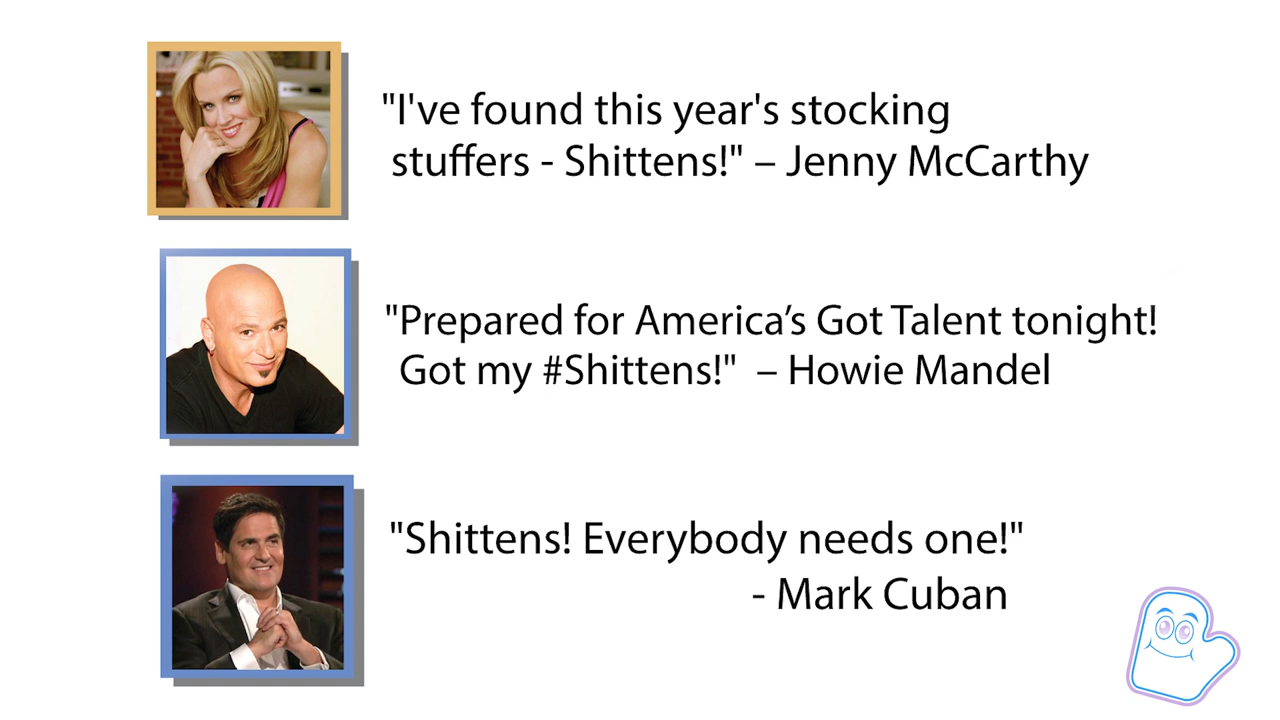 "I've found this year's stocking
stuffers - Shittens!" – Jenny McCarthy
"Prepared for America’s Got Talent tonight!
Got my #Shittens!" – Howie Mandel
"Shittens! Everybody needs one!"
- Mark Cuban